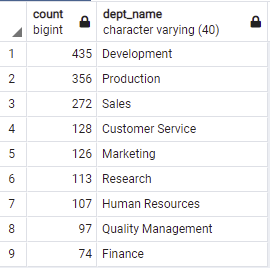 count dept_name
bigint character varying (40)
1 435 Development
2 356 Production
3 272 Sales
4 128 Customer Service
5 126 Marketing
6 113 Research
7 107 Human Resources
8 97 Quality Management
9 74 Finance